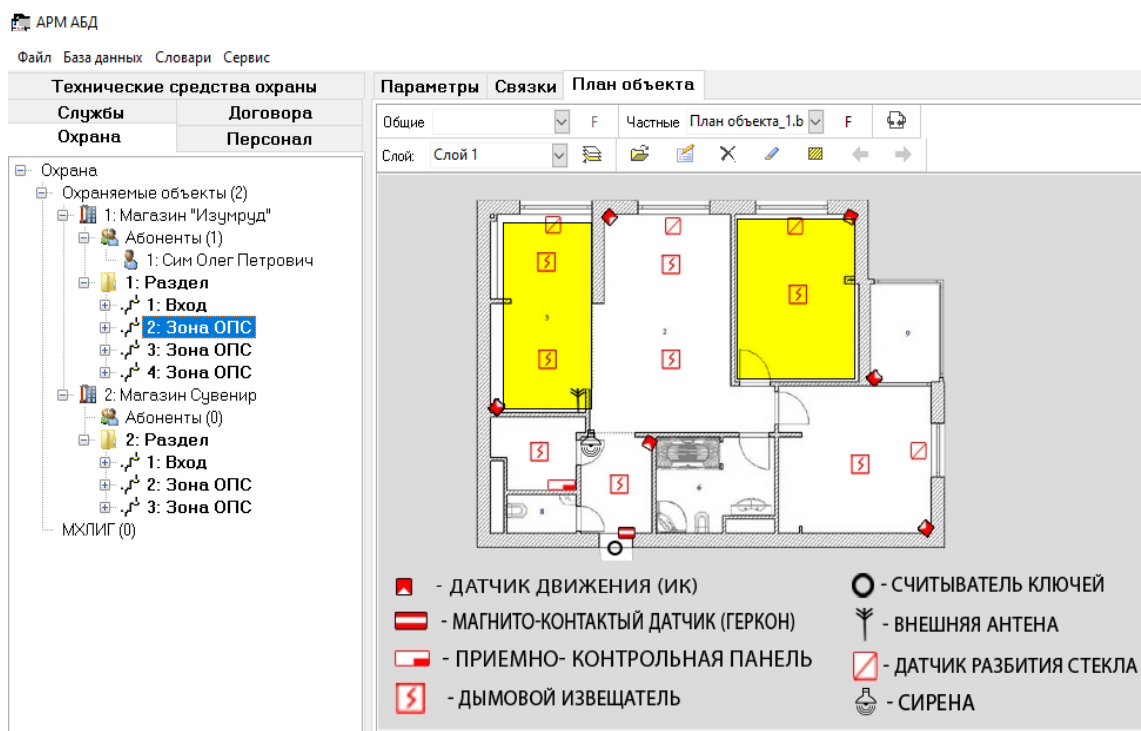 АРМ АБД
Файл База данных Словари Сервис
Технические средства охраны
Службы Договора
Охрана Персонал
Охрана
Охраняемые объекты (2)
1: Магазин "Изумруд"
Абоненты (1)
1: Сим Олег Петрович
1: Раздел
1: Вход
2: Зона ОПС
3: Зона ОПС
4: Зона ОПС
2: Магазин Сувенир
Абоненты (0)
2: Раздел
1: Вход
2: Зона ОПС
3: Зона ОПС
МХЛИГ (0)
Параметры Связки План объекта
Общие F Частные План объекта_1.b F
Слой: Слой 1
3
2
9
6
8
- ДАТЧИК ДВИЖЕНИЯ (ИК)
- МАГНИТО-КОНТАКТЫЙ ДАТЧИК (ГЕРКОН)
- ПРИЕМНО- КОНТРОЛЬНАЯ ПАНЕЛЬ
- ДЫМОВОЙ ИЗВЕЩАТЕЛЬ
- СЧИТЫВАТЕЛЬ КЛЮЧЕЙ
- ВНЕШНЯЯ АНТЕНА
- ДАТЧИК РАЗБИТИЯ СТЕКЛА
- СИРЕНА